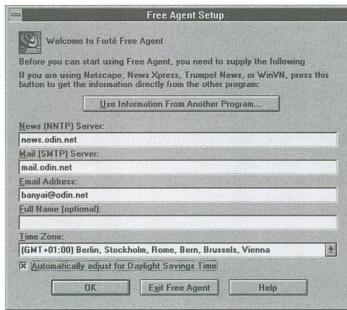 Free Agent Setup
Welcome to Forté Free Agent
Before you can start using Free Agent, you need to supply the following
If you are using Netscape, News Xpress, Trumpet News, or WinVN, press this
button to get the information directly from the other program:
Use Information From Another Program...
News (NNTP) Server:
news.odin.net
Mail (SMTP) Server:
mail.odin.net
Email Address:
banyai@odin.net
Full Name (optional):
Time Zone:
(GMT+01:00) Berlin, Stockholm, Rome, Bern, Brussels, Vienna
Automatically adjust for Daylight Savings Time
OK Exit Free Agent Help